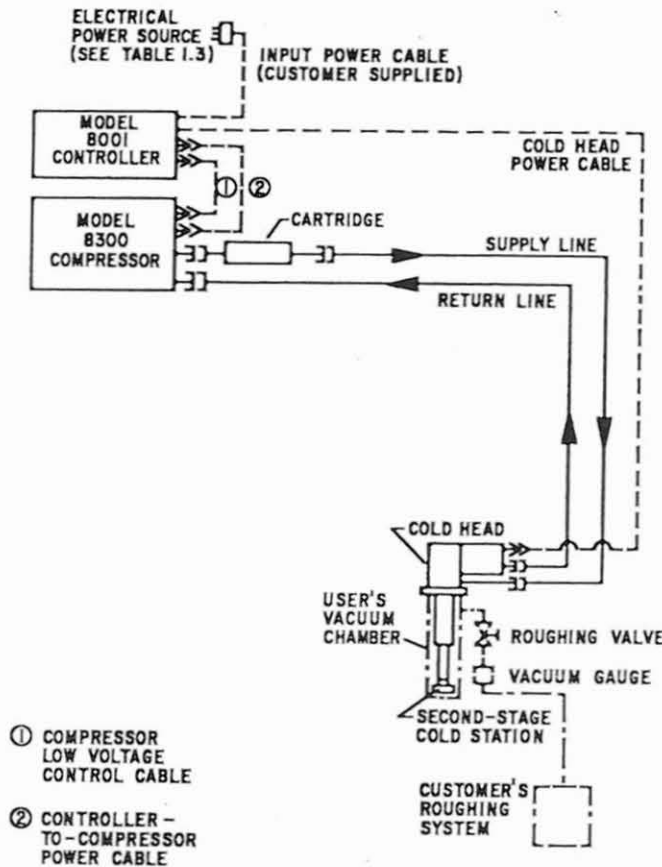 ELECTRICAL
POWER SOURCE
(SEE TABLE 1.3)
INPUT POWER CABLE
(CUSTOMER SUPPLIED)
MODEL
8001
CONTROLLER
COLD HEAD
POWER CABLE
① ②
MODEL
8300
COMPRESSOR
CARTRIDGE
SUPPLY LINE
RETURN LINE
COLD HEAD
USER'S
VACUUM
CHAMBER
ROUGHING VALVE
VACUUM GAUGE
SECOND-STAGE
COLD STATION
CUSTOMER'S
ROUGHING
SYSTEM
① COMPRESSOR
LOW VOLTAGE
CONTROL CABLE
② CONTROLLER-
TO-COMPRESSOR
POWER CABLE